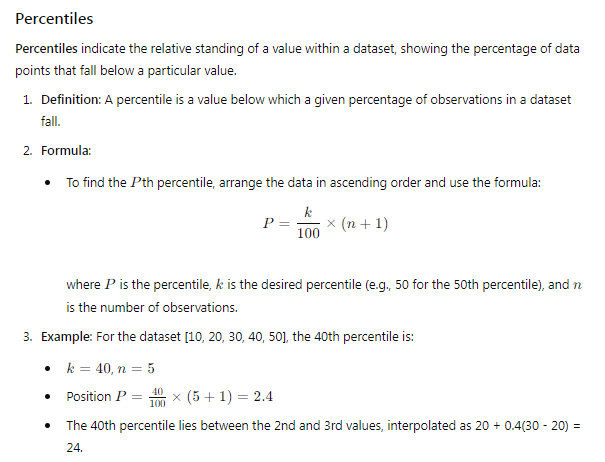 Percentiles
Percentiles indicate the relative standing of a value within a dataset, showing the percentage of data
points that fall below a particular value.
1. Definition: A percentile is a value below which a given percentage of observations in a dataset
fall.
2. Formula:
• To find the Pth percentile, arrange the data in ascending order and use the formula:
P = k/100 × (n + 1)
where P is the percentile, k is the desired percentile (e.g., 50 for the 50th percentile), and n
is the number of observations.
3. Example: For the dataset [10, 20, 30, 40, 50], the 40th percentile is:
• k = 40, n = 5
• Position P = 40/100 × (5 + 1) = 2.4
• The 40th percentile lies between the 2nd and 3rd values, interpolated as 20 + 0.4(30 - 20) =
24.